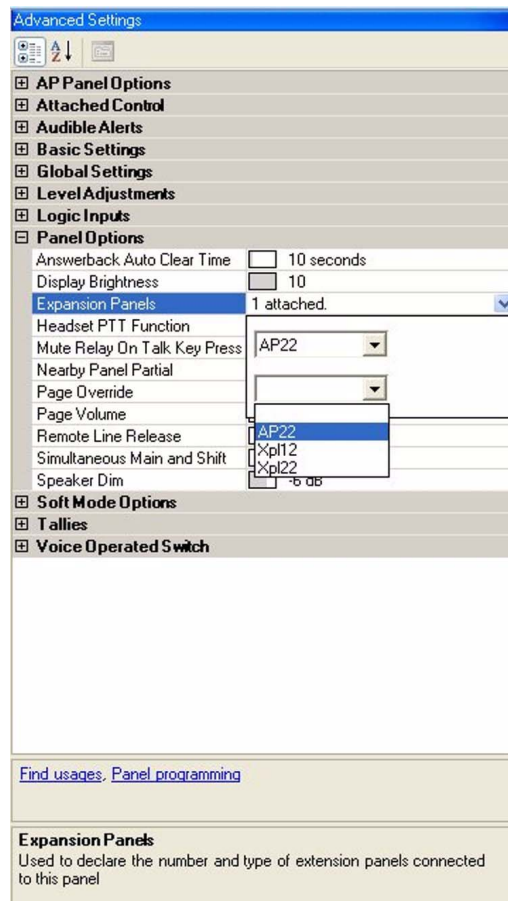 Advanced Settings
AP Panel Options
Attached Control
Audible Alerts
Basic Settings
Global Settings
Level Adjustments
Logic Inputs
Panel Options
Answerback Auto Clear Time 10 seconds
Display Brightness 10
Expansion Panels 1 attached.
Headset PTT Function
Mute Relay On Talk Key Press AP22
Nearby Panel Partial
Page Override
Page Volume
AP22
Remote Line Release
Xpl12
Simultaneous Main and Shift
Xpl22
Speaker Dim -6 dB
Soft Mode Options
Tallies
Voice Operated Switch
Find usages, Panel programming
Expansion Panels
Used to declare the number and type of extension panels connected
to this panel